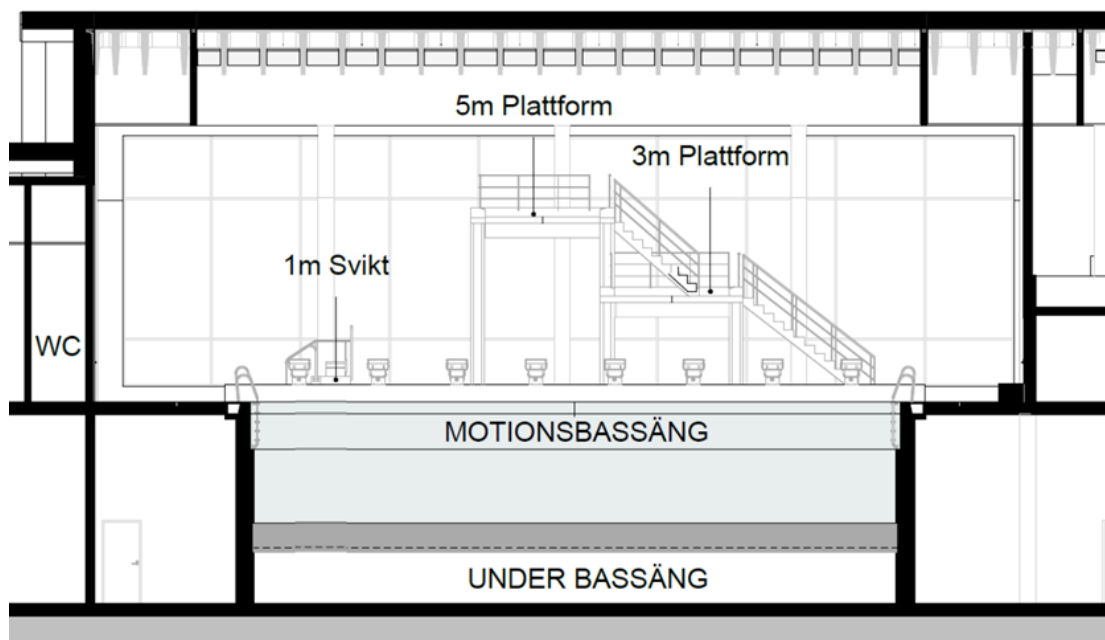 5m Plattform
3m Plattform
1m Svikt
WC
MOTIONSBASSÄNG
UNDER BASSÄNG